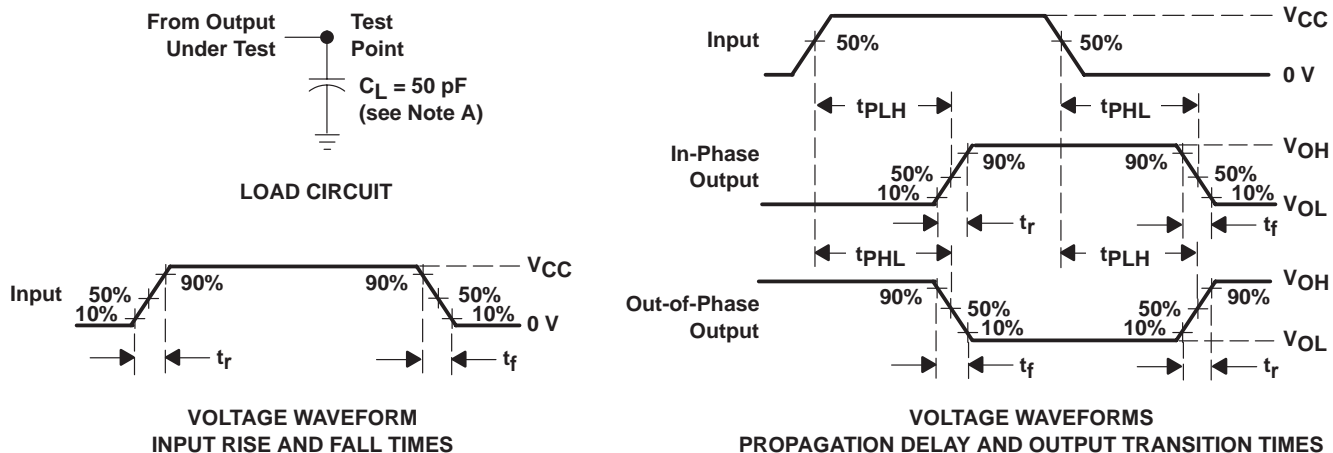 From Output
Under Test
Test
Point
CL = 50 pF
(see Note A)
LOAD CIRCUIT
Input
50%
10%
90%
90%
50%
10%
VCC
0 V
tr
tf
VOLTAGE WAVEFORM
INPUT RISE AND FALL TIMES
Input
50%
50%
VCC
0 V
tPLH
tPHL
In-Phase
Output
50%
10%
90%
90%
50%
10%
VOH
VOL
tr
tf
tPHL
tPLH
Out-of-Phase
Output
90%
50%
10%
50%
10%
90%
VOH
VOL
tf
tr
VOLTAGE WAVEFORMS
PROPAGATION DELAY AND OUTPUT TRANSITION TIMES